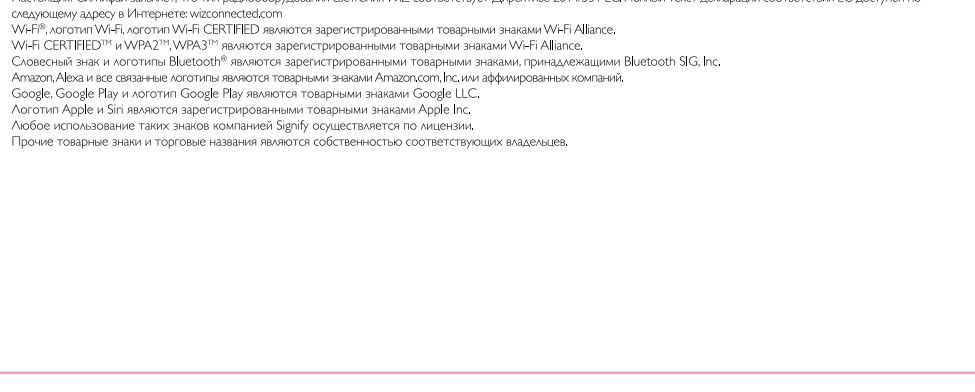 следующему адресу в Интернете: wizconnected.com
Wi-Fi®, логотип Wi-Fi, логотип Wi-Fi CERTIFIED являются зарегистрированными товарными знаками Wi-Fi Alliance.
Wi-Fi CERTIFIED™ и WPA2™, WPA3™ являются зарегистрированными товарными знаками Wi-Fi Alliance.
Словесный знак и логотипы Bluetooth® являются зарегистрированными товарными знаками, принадлежащими Bluetooth SIG, Inc.
Amazon, Alexa и все связанные логотипы являются товарными знаками Amazon.com, Inc. или аффилированных компаний.
Google, Google Play и логотип Google Play являются товарными знаками Google LLC.
Логотип Apple и Siri являются зарегистрированными товарными знаками Apple Inc.
Любое использование таких знаков компанией Signify осуществляется по лицензии.
Прочие товарные знаки и торговые названия являются собственностью соответствующих владельцев.